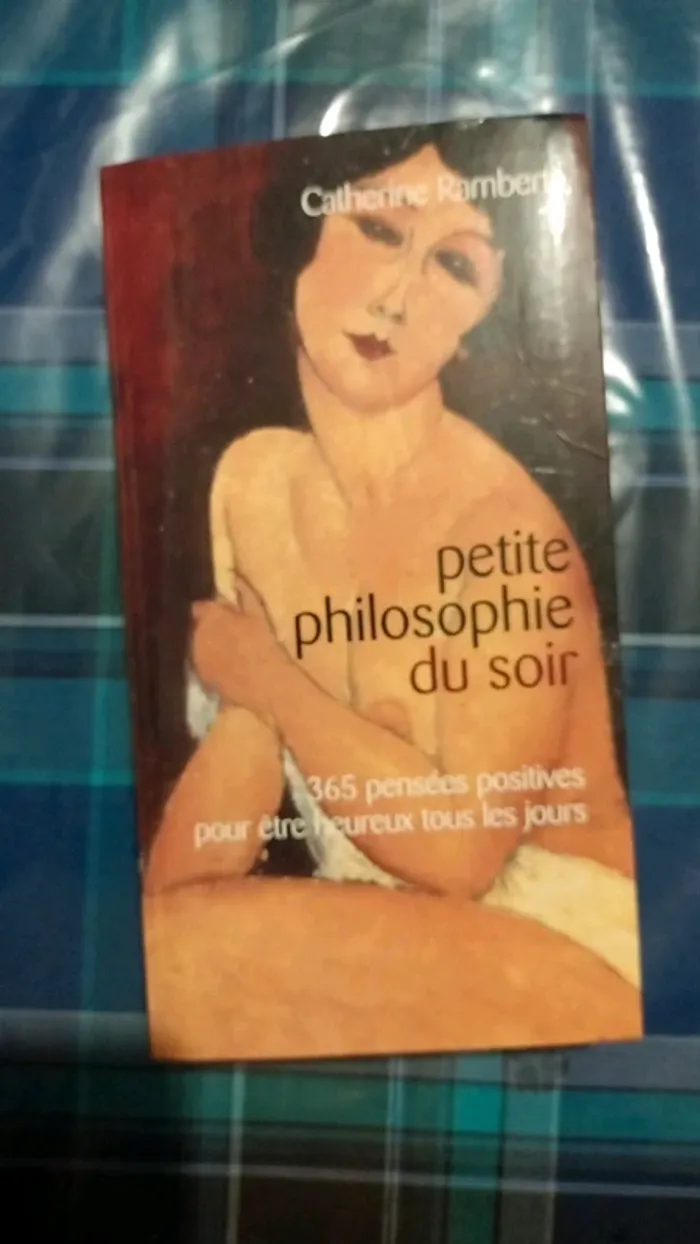 Catherine Rambert
petite
philosophie
du soir
365 pensées positives
pour être heureux tous les jours